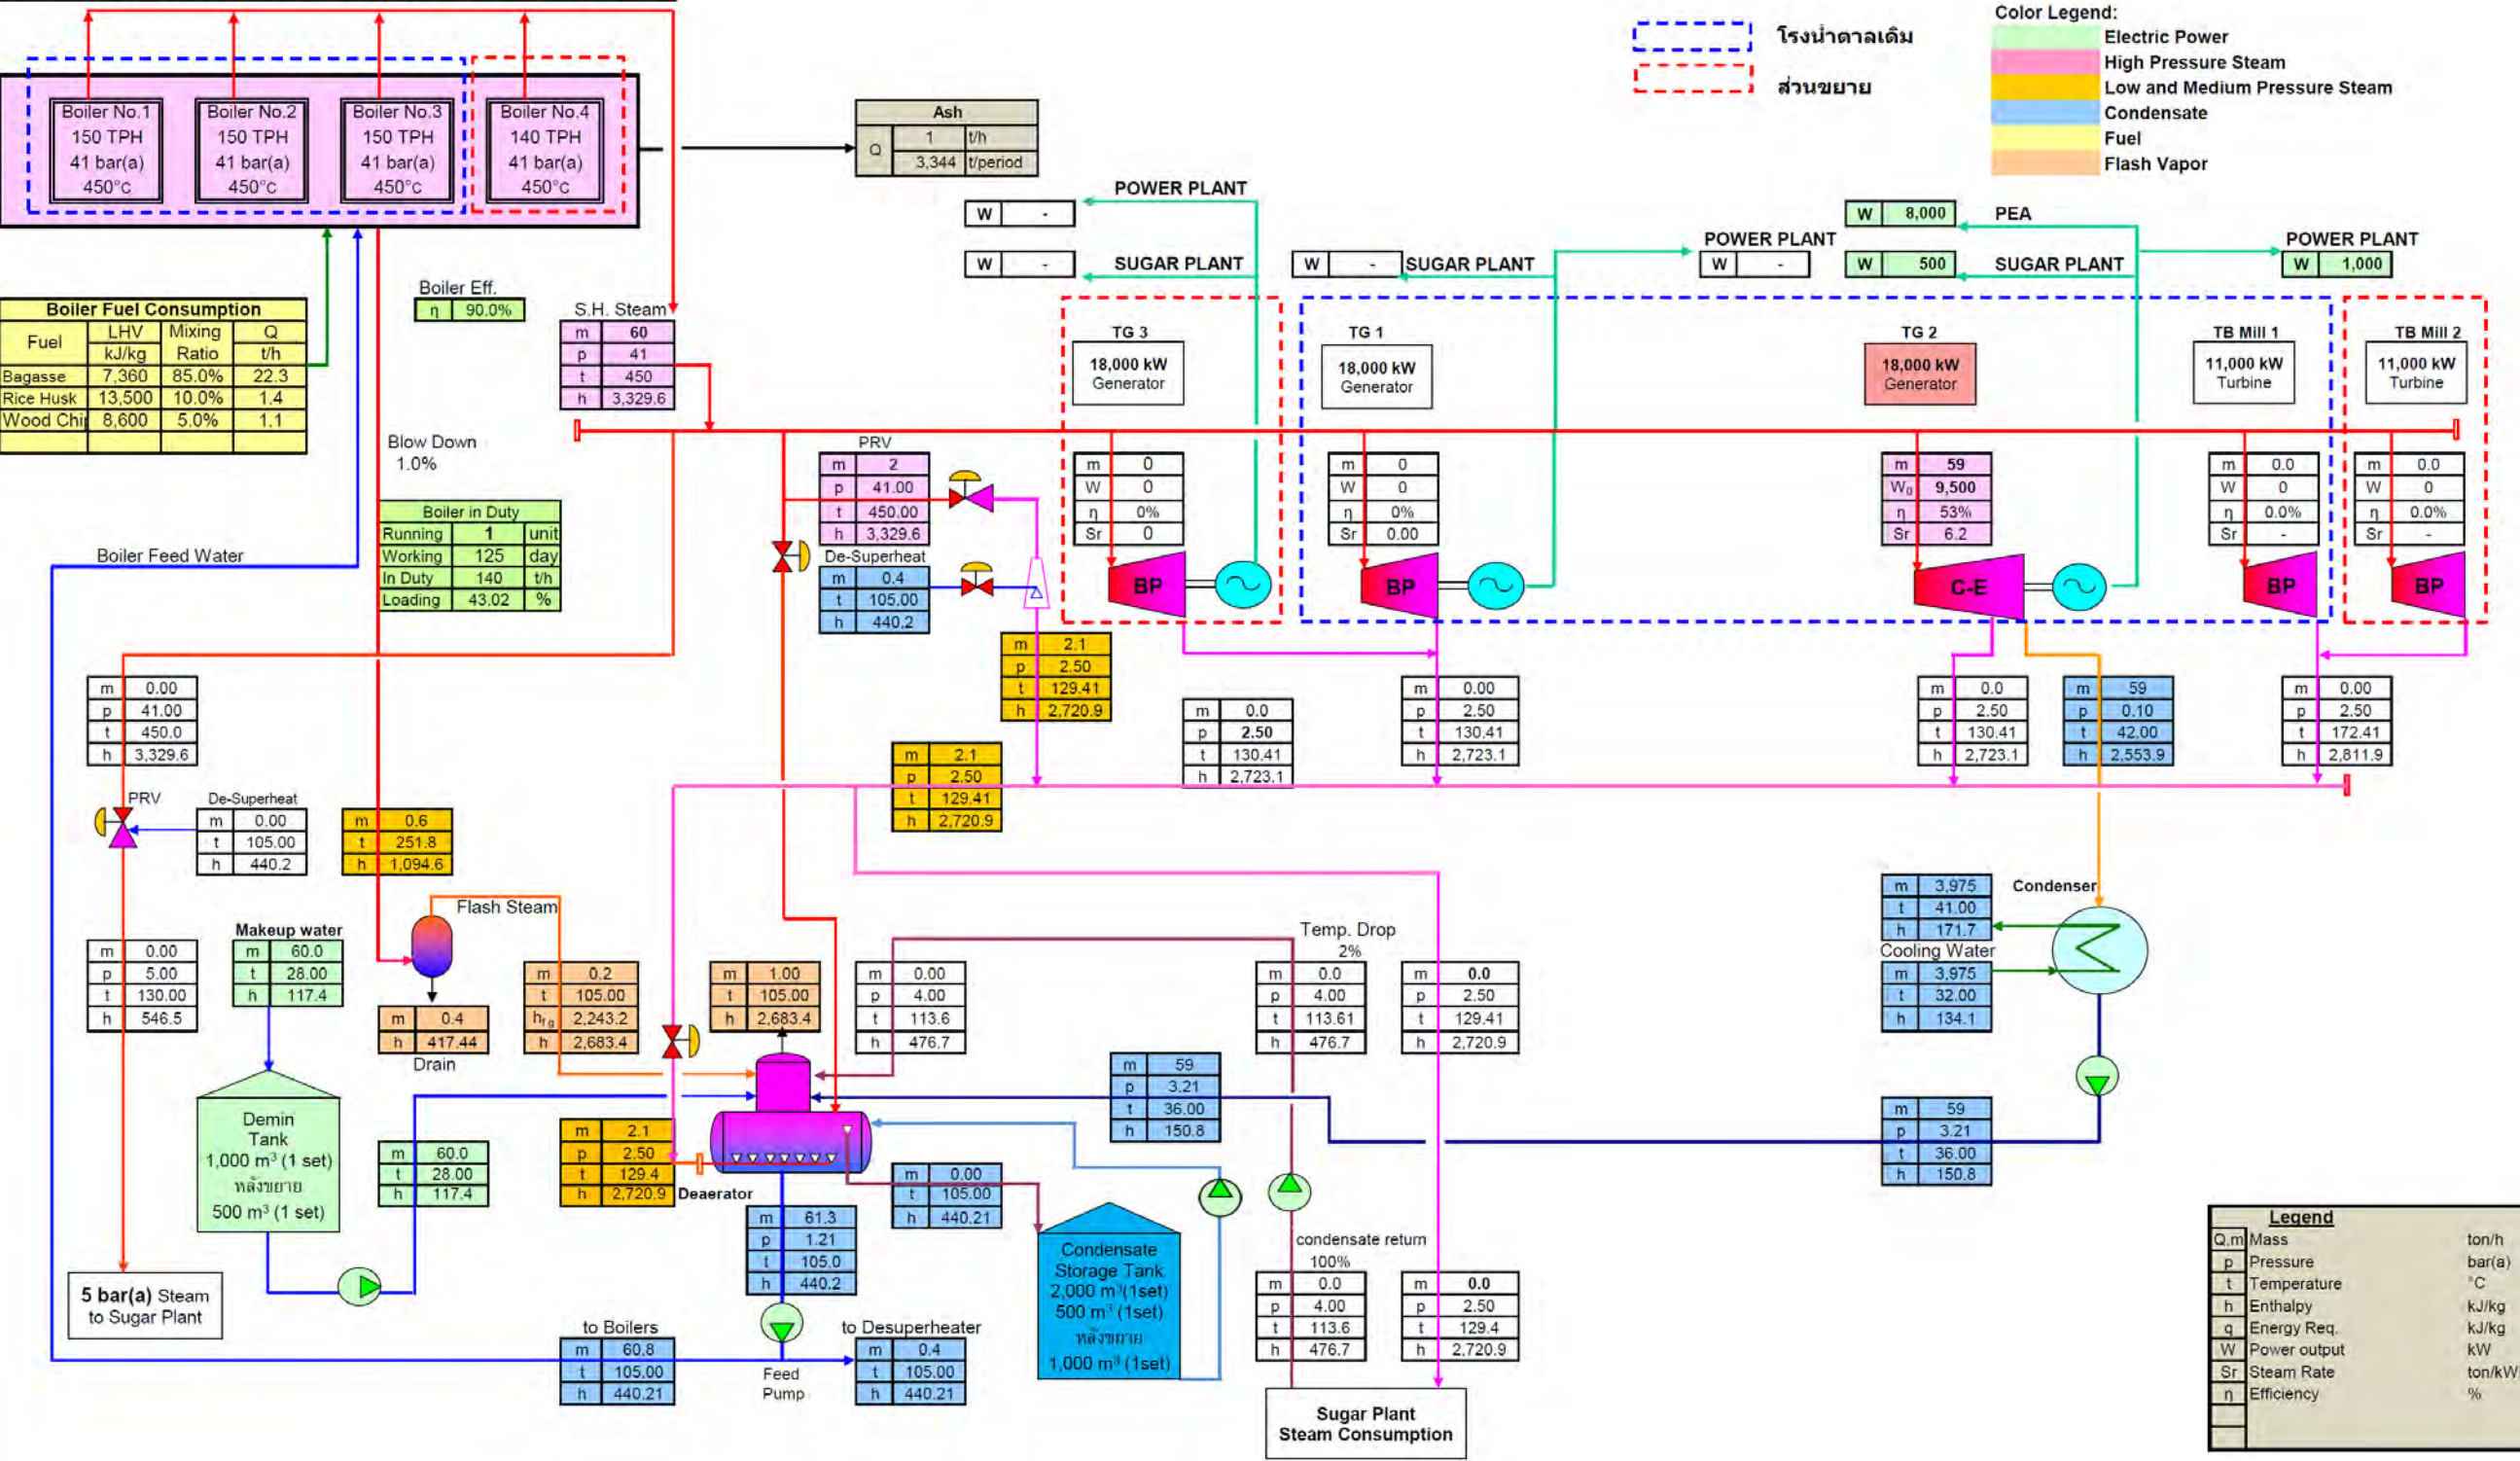 Color Legend:
Electric Power
High Pressure Steam
Low and Medium Pressure Steam
Condensate
Fuel
Flash Vapor
โรงน้ำตาลเดิม
ส่วนขยาย
Boiler No.1
150 TPH
41 bar(a)
450°C
Boiler No.2
150 TPH
41 bar(a)
450°C
Boiler No.3
150 TPH
41 bar(a)
450°C
Boiler No.4
140 TPH
41 bar(a)
450°C
Ash
Q 1 t/h
3,344 t/period
POWER PLANT
W -
SUGAR PLANT
W -
W - SUGAR PLANT
POWER PLANT
W -
W 8,000 PEA
W 500 SUGAR PLANT
POWER PLANT
W 1,000
Boiler Fuel Consumption
Fuel LHV Mixing Q
kJ/kg Ratio t/h
Bagasse 7,360 85.0% 22.3
Rice Husk 13,500 10.0% 1.4
Wood Chi 8,600 5.0% 1.1
Boiler Eff.
η 90.0%
S.H. Steam
m 60
p 41
t 450
h 3,329.6
TG 3
18,000 kW
Generator
TG 1
18,000 kW
Generator
TG 2
18,000 kW
Generator
TB Mill 1
11,000 kW
Turbine
TB Mill 2
11,000 kW
Turbine
Blow Down
1.0%
Boiler in Duty
Running 1 unit
Working 125 day
In Duty 140 t/h
Loading 43.02 %
Boiler Feed Water
PRV
m 2
p 41.00
t 450.00
h 3,329.6
De-Superheat
m 0.4
t 105.00
h 440.2
m 0
W 0
η 0%
Sr 0
BP
m 0
W 0
η 0%
Sr 0.00
BP
m 59
W₀ 9,500
η 53%
Sr 6.2
C-E
m 0.0
W 0
η 0.0%
Sr -
BP
m 0.0
W 0
η 0.0%
Sr -
BP
m 2.1
p 2.50
t 129.41
h 2,720.9
m 0.00
p 41.00
t 450.0
h 3,329.6
m 2.1
p 2.50
t 129.41
h 2,720.9
m 0.0
p 2.50
t 130.41
h 2,723.1
m 0.00
p 2.50
t 130.41
h 2,723.1
m 0.0
p 2.50
t 130.41
h 2,723.1
m 59
p 0.10
t 42.00
h 2,553.9
m 0.00
p 2.50
t 172.41
h 2,811.9
PRV
De-Superheat
m 0.00
t 105.00
h 440.2
m 0.6
t 251.8
h 1,094.6
Flash Steam
Makeup water
m 60.0
t 28.00
h 117.4
m 0.00
p 5.00
t 130.00
h 546.5
m 0.4
h 417.44
Drain
m 0.2
t 105.00
hfg 2,243.2
h 2,683.4
m 1.00
t 105.00
h 2,683.4
m 0.00
p 4.00
t 113.6
h 476.7
Temp. Drop
2%
m 0.0
p 4.00
t 113.61
h 476.7
m 0.0
p 2.50
t 129.41
h 2,720.9
m 3,975
t 41.00
h 171.7
Condenser
Cooling Water
m 3,975
t 32.00
h 134.1
m 59
p 3.21
t 36.00
h 150.8
m 59
p 3.21
t 36.00
h 150.8
Demin
Tank
1,000 m³ (1 set)
หลังขยาย
500 m³ (1 set)
m 60.0
t 28.00
h 117.4
m 2.1
p 2.50
t 129.4
h 2,720.9
Deaerator
m 0.00
t 105.00
h 440.21
m 61.3
p 1.21
t 105.0
h 440.2
Condensate
Storage Tank
2,000 m³(1set)
500 m³ (1set)
หลังขยาย
1,000 m³ (1set)
condensate return
100%
m 0.0
p 4.00
t 113.6
h 476.7
m 0.0
p 2.50
t 129.4
h 2,720.9
5 bar(a) Steam
to Sugar Plant
to Boilers
m 60.8
t 105.00
h 440.21
Feed
Pump
to Desuperheater
m 0.4
t 105.00
h 440.21
Sugar Plant
Steam Consumption
Legend
Q,m Mass ton/h
p Pressure bar(a)
t Temperature °C
h Enthalpy kJ/kg
q Energy Req. kJ/kg
W Power output kW
Sr Steam Rate ton/kW
η Efficiency %